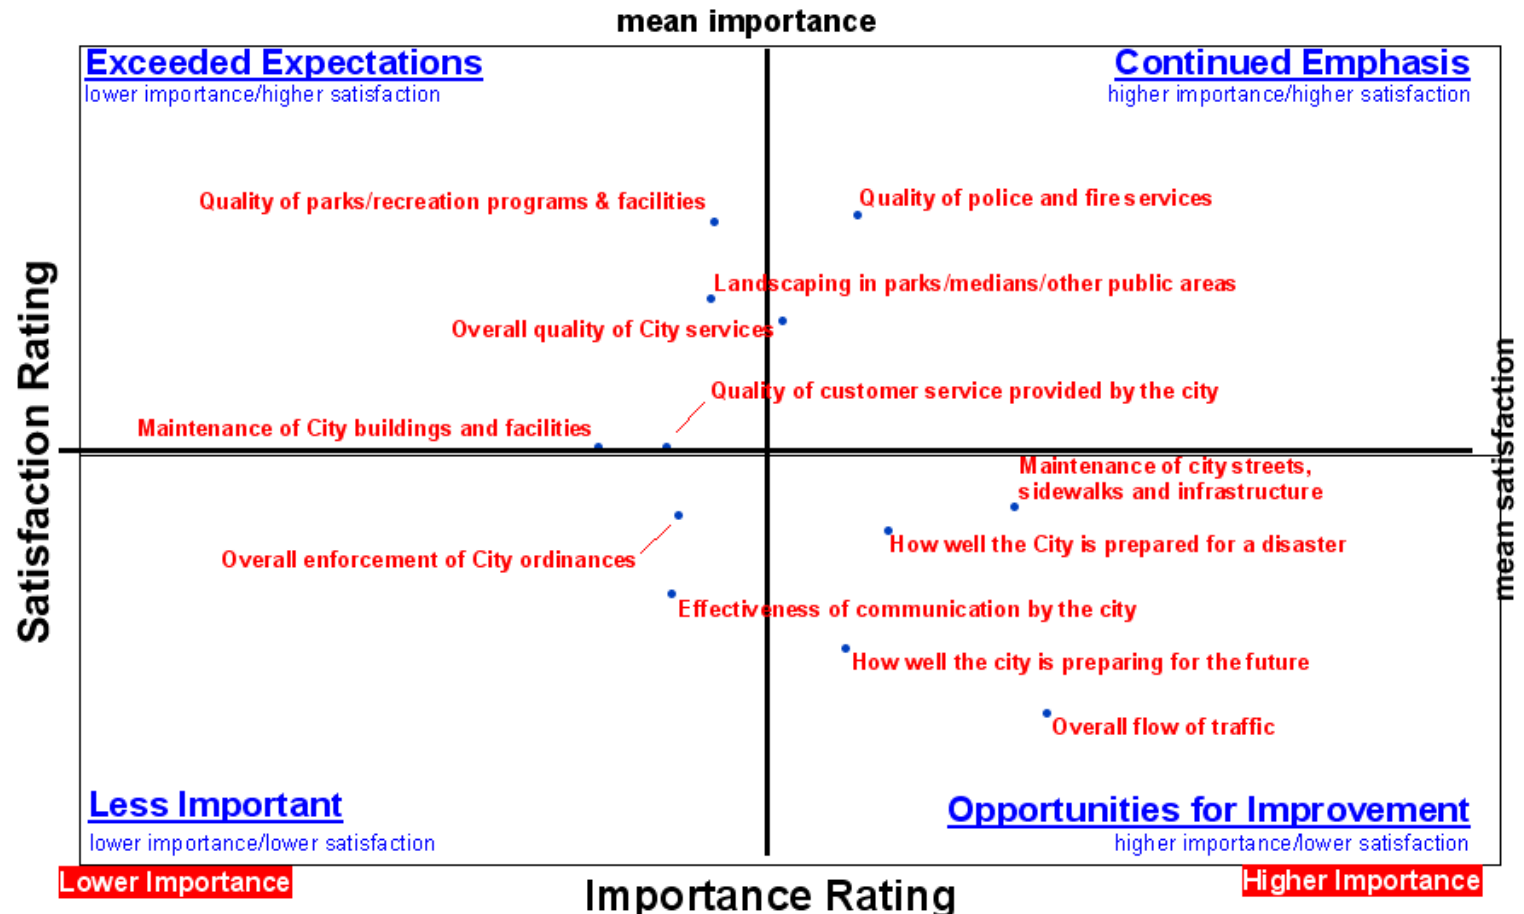 mean importance
Exceeded Expectations
lower importance/higher satisfaction
Continued Emphasis
higher importance/higher satisfaction
Quality of parks/recreation programs & facilities
Quality of police and fire services
Landscaping in parks/medians/other public areas
Overall quality of City services
Quality of customer service provided by the city
Maintenance of City buildings and facilities
Satisfaction Rating
mean satisfaction
Maintenance of city streets,
sidewalks and infrastructure
How well the City is prepared for a disaster
Overall enforcement of City ordinances
Effectiveness of communication by the city
How well the city is preparing for the future
Overall flow of traffic
Less Important
lower importance/lower satisfaction
Opportunities for Improvement
higher importance/lower satisfaction
Lower Importance
Importance Rating
Higher Importance